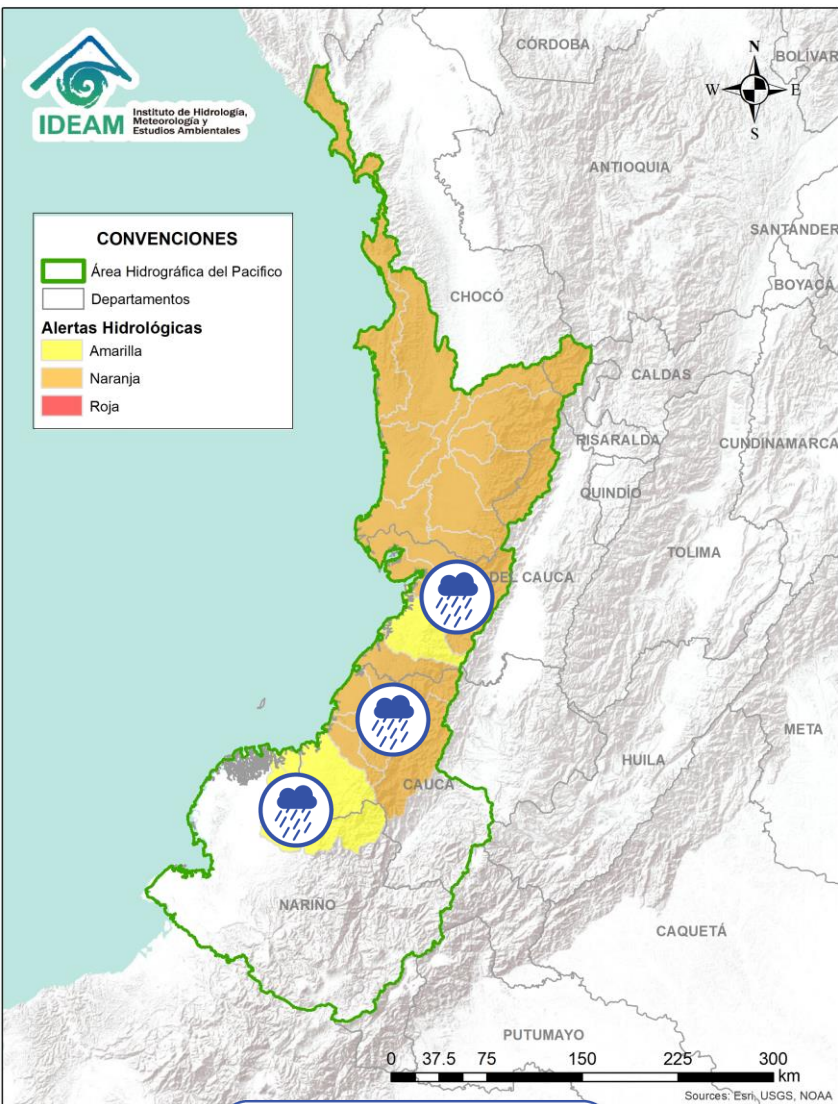 IDEAM
Instituto de Hidrología,
Meteorología y
Estudios Ambientales
CÓRDOBA
BOLÍVAR
N
W
E
S
ANTIOQUIA
SANTANDER
BOYACÁ
CONVENCIONES
Área Hidrográfica del Pacifico
Departamentos
Alertas Hidrológicas
Amarilla
Naranja
Roja
CHOCÓ
CALDAS
RISARALDA
CUNDINAMARCA
QUINDÍO
TOLIMA
DEL CAUCA
META
HUILA
CAUCA
NARIÑO
CAQUETÁ
PUTUMAYO
0 37.5 75 150 225 300
km
Sources: Esri, USGS, NOAA